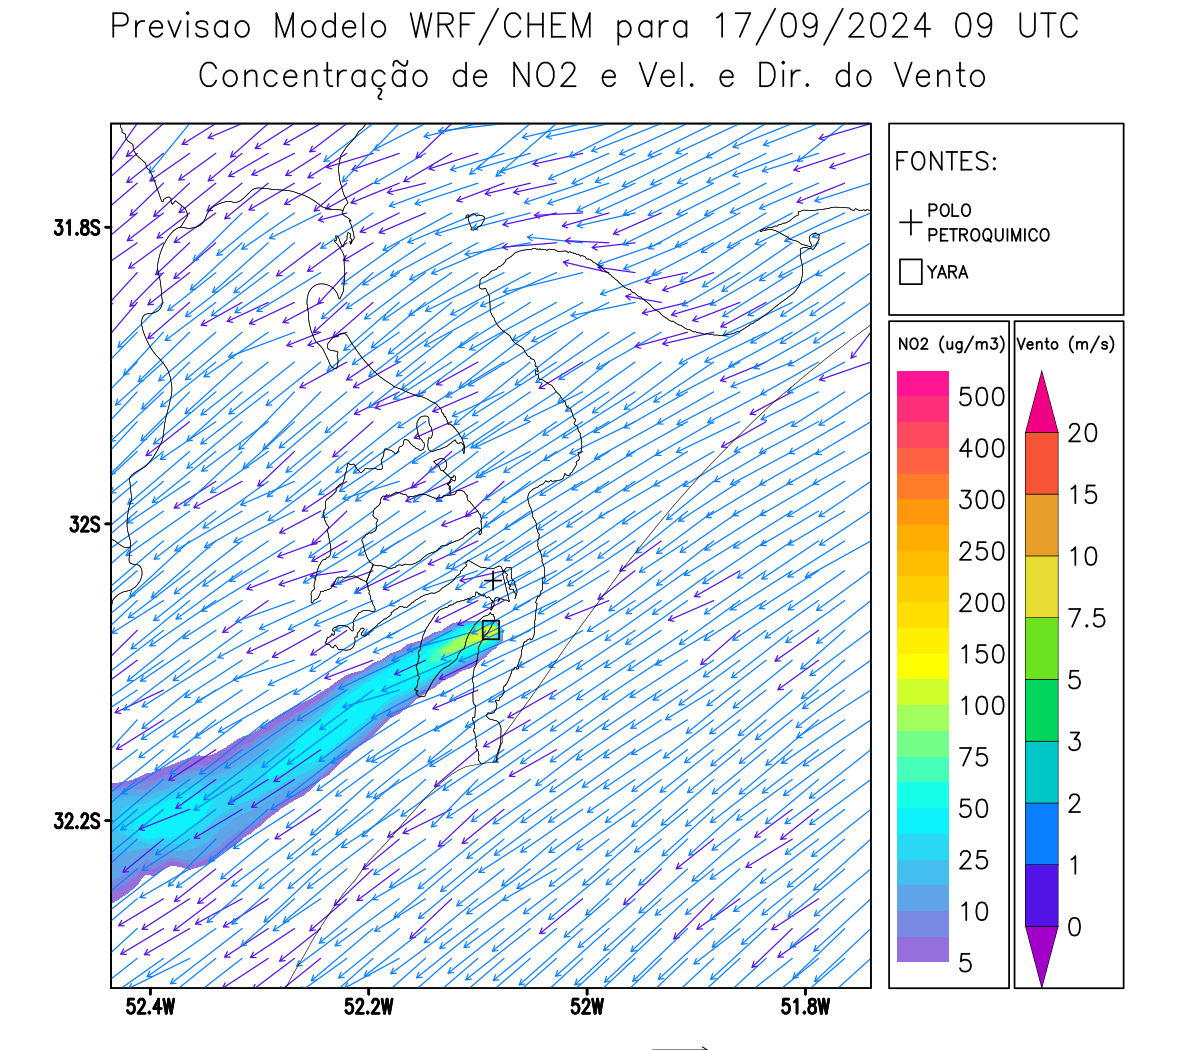 Previsao Modelo WRF/CHEM para 17/09/2024 09 UTC
Concentração de NO2 e Vel. e Dir. do Vento
FONTES:
POLO
PETROQUIMICO
YARA
NO2 (ug/m3)
500
400
300
250
200
150
100
75
50
25
10
5
Vento (m/s)
20
15
10
7.5
5
3
2
1
0
31.8S
32S
32.2S
52.4W
52.2W
52W
51.8W